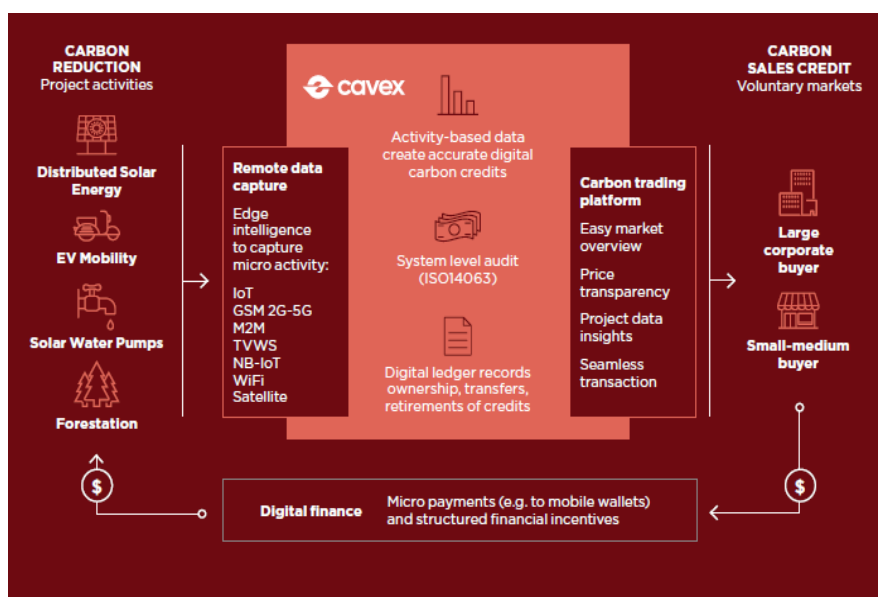 CARBON
REDUCTION
Project activities
Distributed Solar
Energy
EV Mobility
Solar Water Pumps
Forestation
Remote data
capture
Edge
intelligence
to capture
micro activity:
IoT
GSM 2G-5G
M2M
TVWS
NB-IoT
WiFi
Satellite
cavex
Activity-based data
create accurate digital
carbon credits
System level audit
(ISO14063)
Digital ledger records
ownership, transfers,
retirements of credits
Carbon trading
platform
Easy market
overview
Price
transparency
Project data
insights
Seamless
transaction
CARBON
SALES CREDIT
Voluntary markets
Large
corporate
buyer
Small-medium
buyer
$
Digital finance
Micro payments (e.g. to mobile wallets)
and structured financial incentives
$